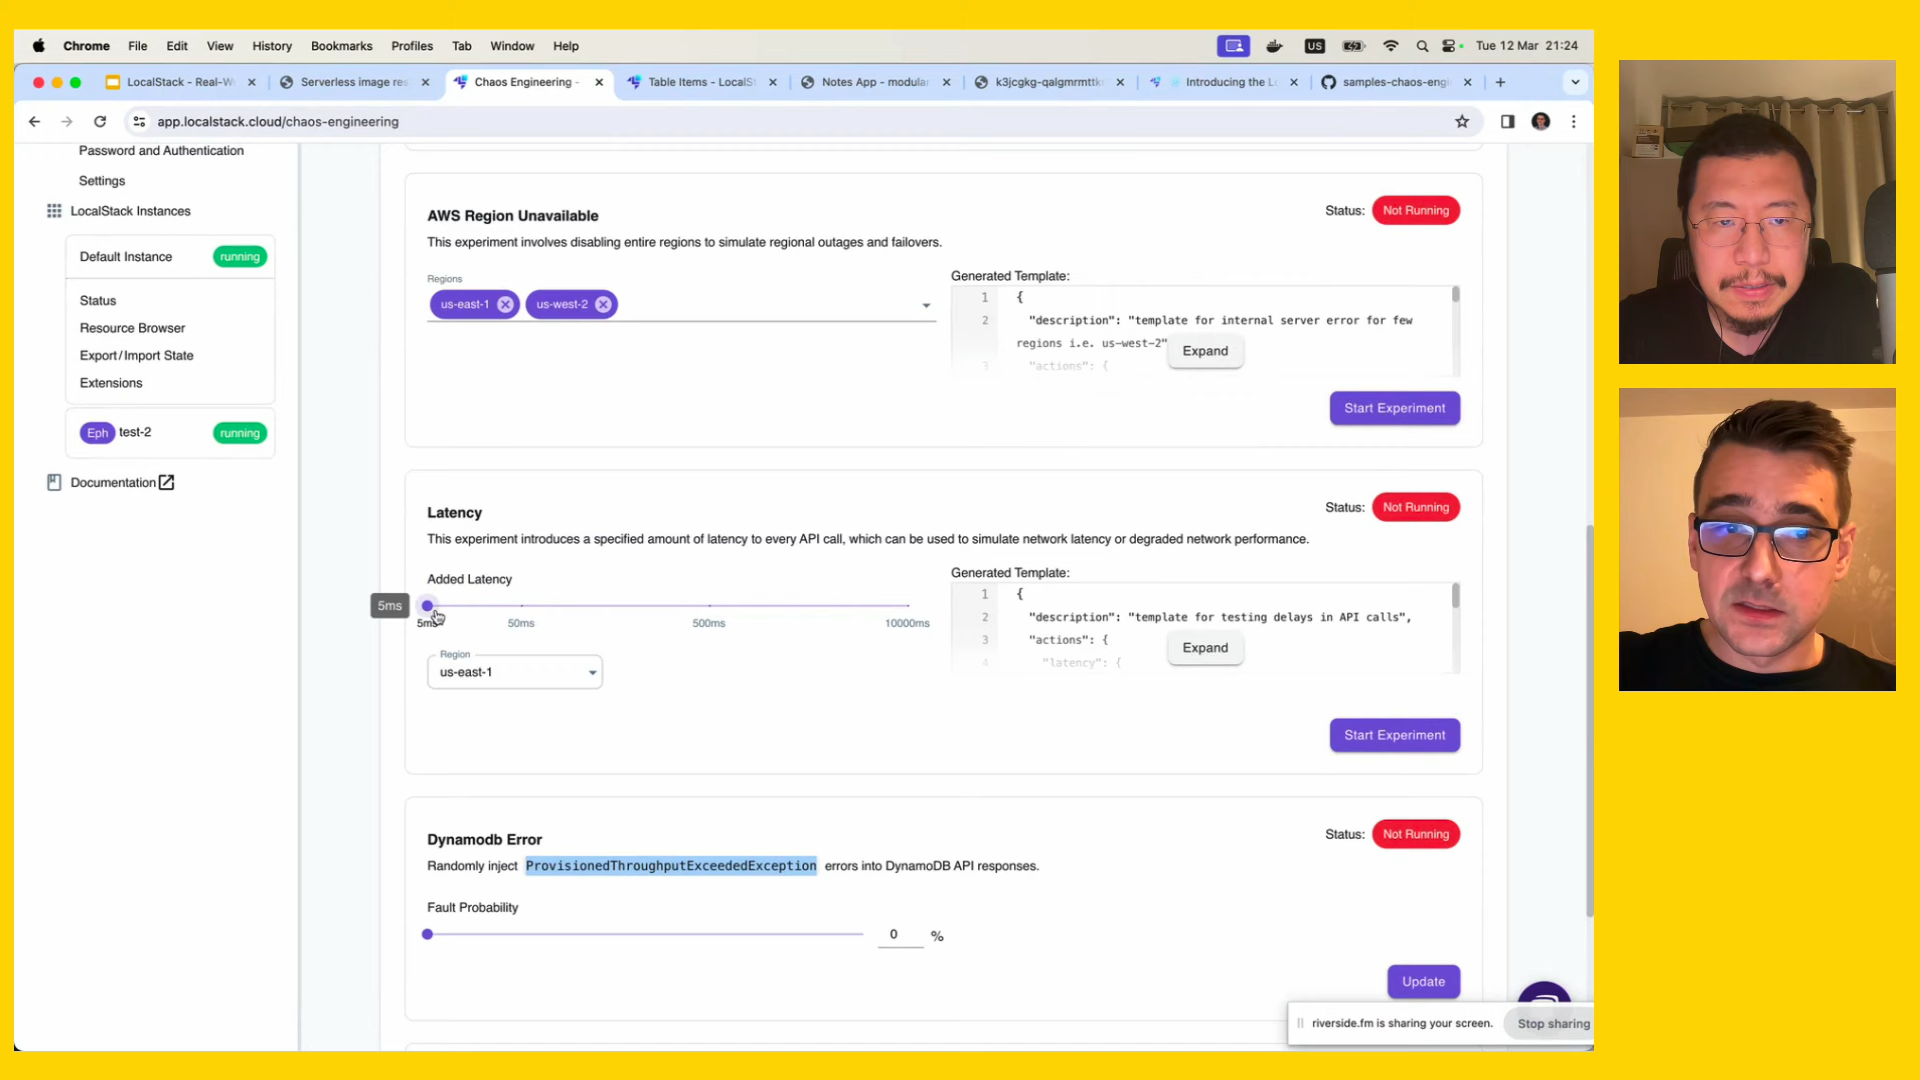 Chrome File Edit View History Bookmarks Profiles Tab Window Help US Tue 12 Mar 21:24
LocalStack - Real-W Serverless image res Chaos Engineering - Table Items - LocalSt Notes App - modular k3jcgkg-qalgmrmttk Introducing the Lo samples-chaos-engi
app.localstack.cloud/chaos-engineering
Password and Authentication
Settings
LocalStack Instances
Default Instance running
Status
Resource Browser
Export/Import State
Extensions
Eph test-2 running
Documentation
AWS Region Unavailable
Status: Not Running
This experiment involves disabling entire regions to simulate regional outages and failovers.
Regions
us-east-1 us-west-2
Generated Template:
1 {
2 "description": "template for internal server error for few
regions i.e. us-west-2"
3 "actions": {
Expand
Start Experiment
Latency
Status: Not Running
This experiment introduces a specified amount of latency to every API call, which can be used to simulate network latency or degraded network performance.
Added Latency
5ms
5ms 50ms 500ms 10000ms
Region
us-east-1
Generated Template:
1 {
2 "description": "template for testing delays in API calls",
3 "actions": {
4 "latency": {
Expand
Start Experiment
Dynamodb Error
Status: Not Running
Randomly inject ProvisionedThroughputExceededException errors into DynamoDB API responses.
Fault Probability
0 %
Update
riverside.fm is sharing your screen. Stop sharing